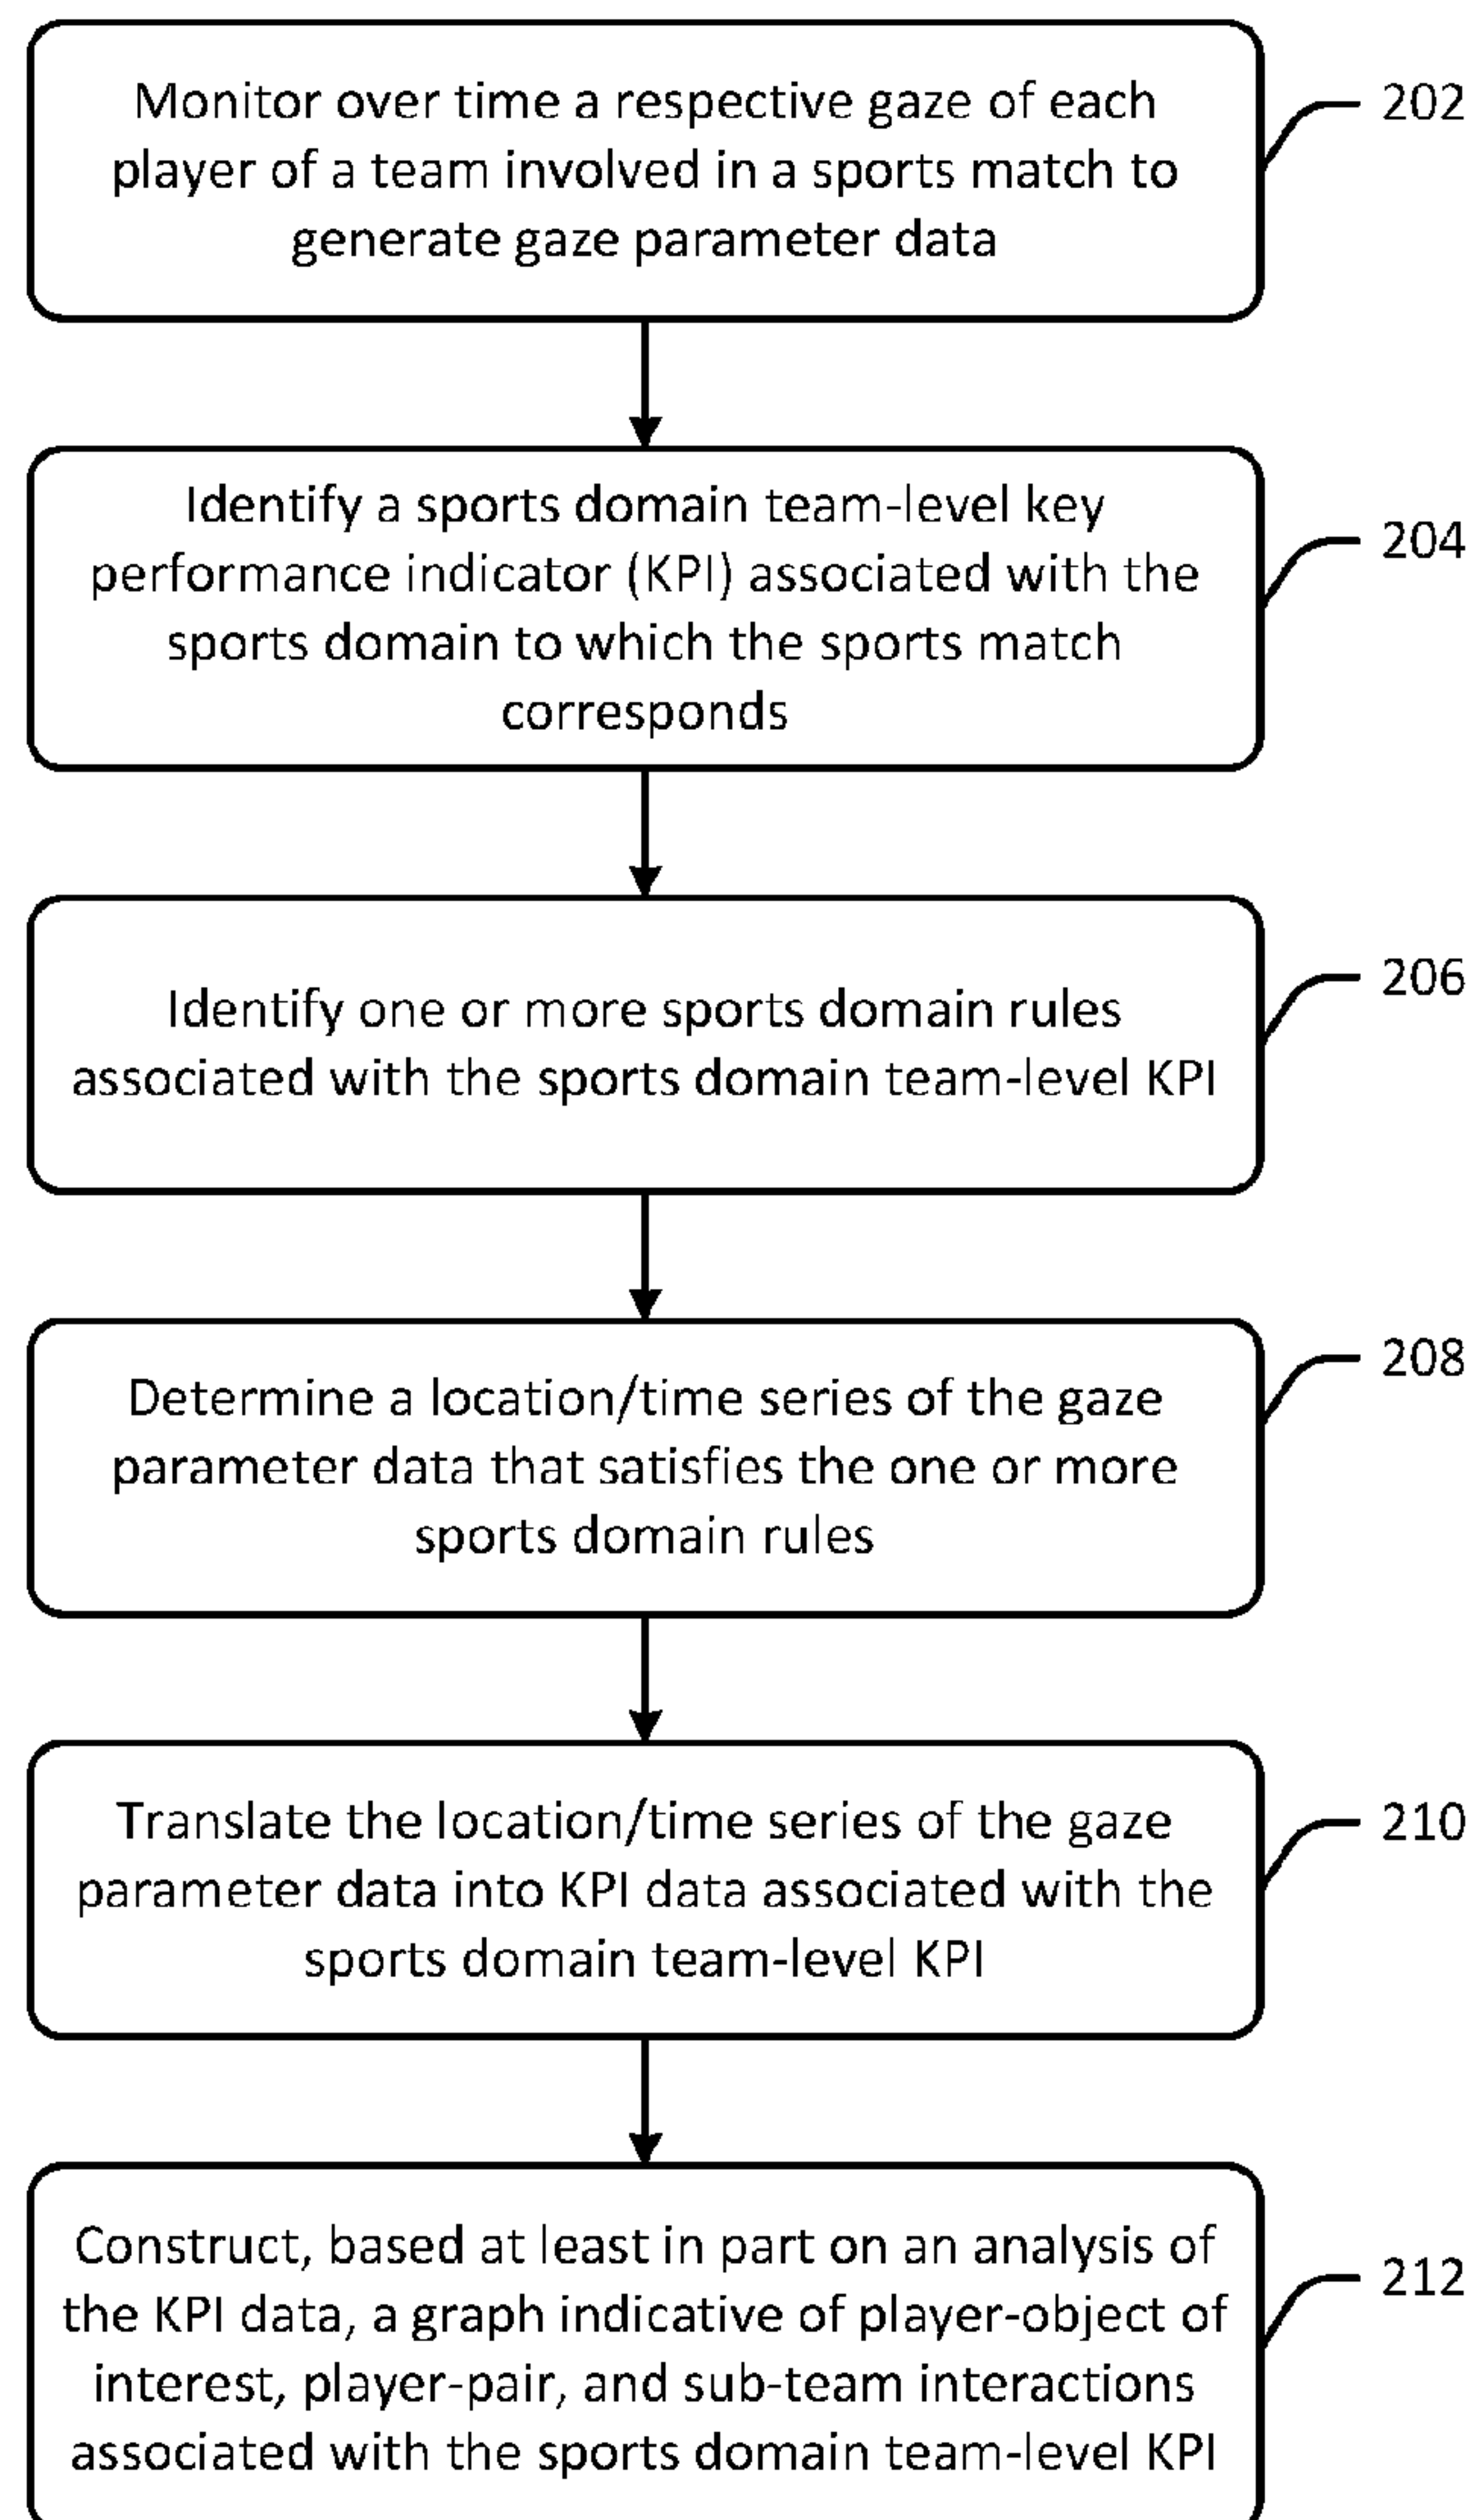 Monitor over time a respective gaze of each
player of a team involved in a sports match to
generate gaze parameter data
202
Identify a sports domain team-level key
performance indicator (KPI) associated with the
sports domain to which the sports match
corresponds
204
Identify one or more sports domain rules
associated with the sports domain team-level KPI
206
Determine a location/time series of the gaze
parameter data that satisfies the one or more
sports domain rules
208
Translate the location/time series of the gaze
parameter data into KPI data associated with the
sports domain team-level KPI
210
Construct, based at least in part on an analysis of
the KPI data, a graph indicative of player-object of
interest, player-pair, and sub-team interactions
associated with the sports domain team-level KPI
212